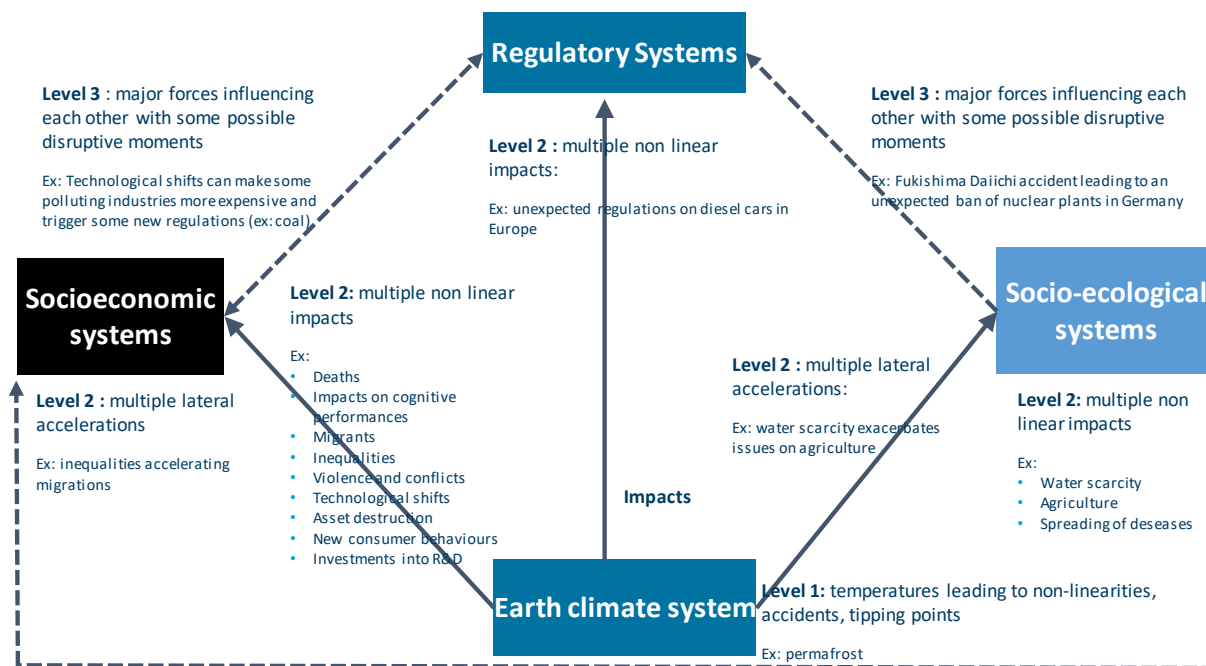 Regulatory Systems
Level 3 : major forces influencing
each other with some possible
disruptive moments
Ex: Technological shifts can make some
polluting industries more expensive and
trigger some new regulations (ex: coal)
Level 2 : multiple non linear
impacts:
Ex: unexpected regulations on diesel cars in
Europe
Level 3 : major forces influencing each
other with some possible disruptive
moments
Ex: Fukishima Daiichi accident leading to an
unexpected ban of nuclear plants in Germany
Socioeconomic
systems
Level 2: multiple non linear
impacts
Ex:
• Deaths
• Impacts on cognitive
performances
• Migrants
• Inequalities
• Violence and conflicts
• Technological shifts
• Asset destruction
• New consumer behaviours
• Investments into R&D
Socio-ecological
systems
Level 2 : multiple lateral
accelerations
Ex: inequalities accelerating
migrations
Level 2 : multiple lateral
accelerations:
Ex: water scarcity exacerbates
issues on agriculture
Level 2: multiple non
linear impacts
Ex:
• Water scarcity
• Agriculture
• Spreading of deseases
Impacts
Earth climate system
Level 1: temperatures leading to non-linearities,
accidents, tipping points
Ex: permafrost